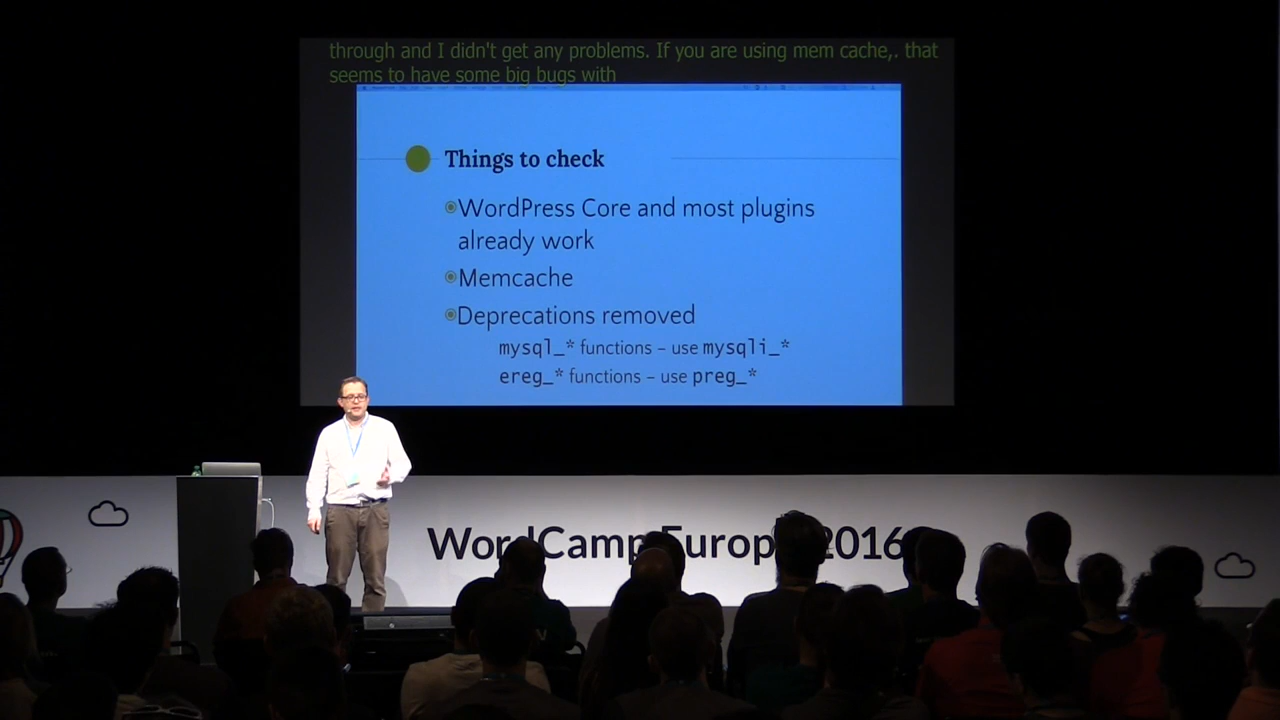 through and I didn't get any problems. If you are using mem cache,. that
seems to have some big bugs with
Things to check
WordPress Core and most plugins
already work
Memcache
Deprecations removed
mysql_* functions – use mysqli_*
ereg_* functions – use preg_*
WordCamp Europe 2016